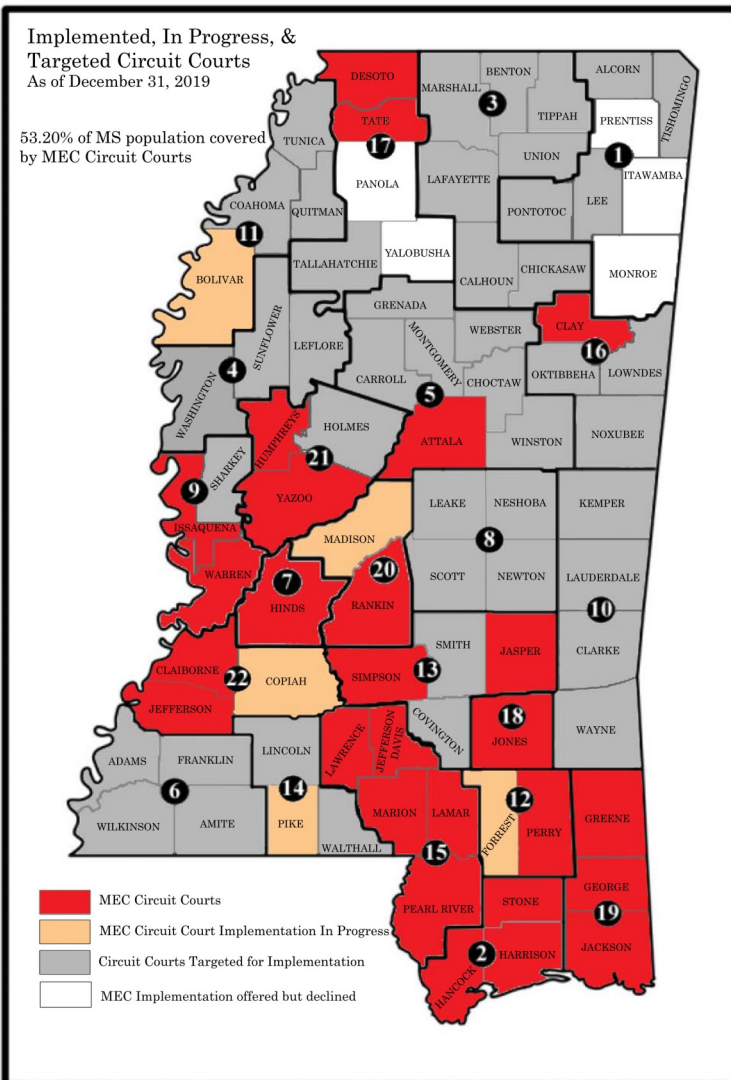 Implemented, In Progress, &
Targeted Circuit Courts
As of December 31, 2019
53.20% of MS population covered
by MEC Circuit Courts
DESOTO
MARSHALL
BENTON
ALCORN
TISHOMINGO
3
TATE
TIPPAH
PRENTISS
TUNICA
17
UNION
1
PANOLA
LAFAYETTE
ITAWAMBA
COAHOMA
QUITMAN
PONTOTOC
LEE
11
TALLAHATCHIE
YALOBUSHA
BOLIVAR
CALHOUN
CHICKASAW
MONROE
GRENADA
SUNFLOWER
LEFLORE
MONTGOMERY
WEBSTER
CLAY
16
WASHINGTON
4
CARROLL
CHOCTAW
OKTIBBEHA
LOWNDES
5
HUMPHREYS
HOLMES
ATTALA
WINSTON
NOXUBEE
SHARKEY
21
9
YAZOO
LEAKE
NESHOBA
KEMPER
ISSAQUENA
MADISON
8
WARREN
7
20
SCOTT
NEWTON
LAUDERDALE
HINDS
RANKIN
10
SMITH
JASPER
CLARKE
CLAIBORNE
22
COPIAH
SIMPSON
13
JEFFERSON
COVINGTON
18
JONES
WAYNE
ADAMS
FRANKLIN
LINCOLN
LAWRENCE
JEFFERSON
DAVIS
6
14
12
WILKINSON
AMITE
PIKE
WALTHALL
MARION
LAMAR
FORREST
PERRY
GREENE
15
GEORGE
PEARL RIVER
STONE
19
2
HARRISON
JACKSON
HANCOCK
MEC Circuit Courts
MEC Circuit Court Implementation In Progress
Circuit Courts Targeted for Implementation
MEC Implementation offered but declined